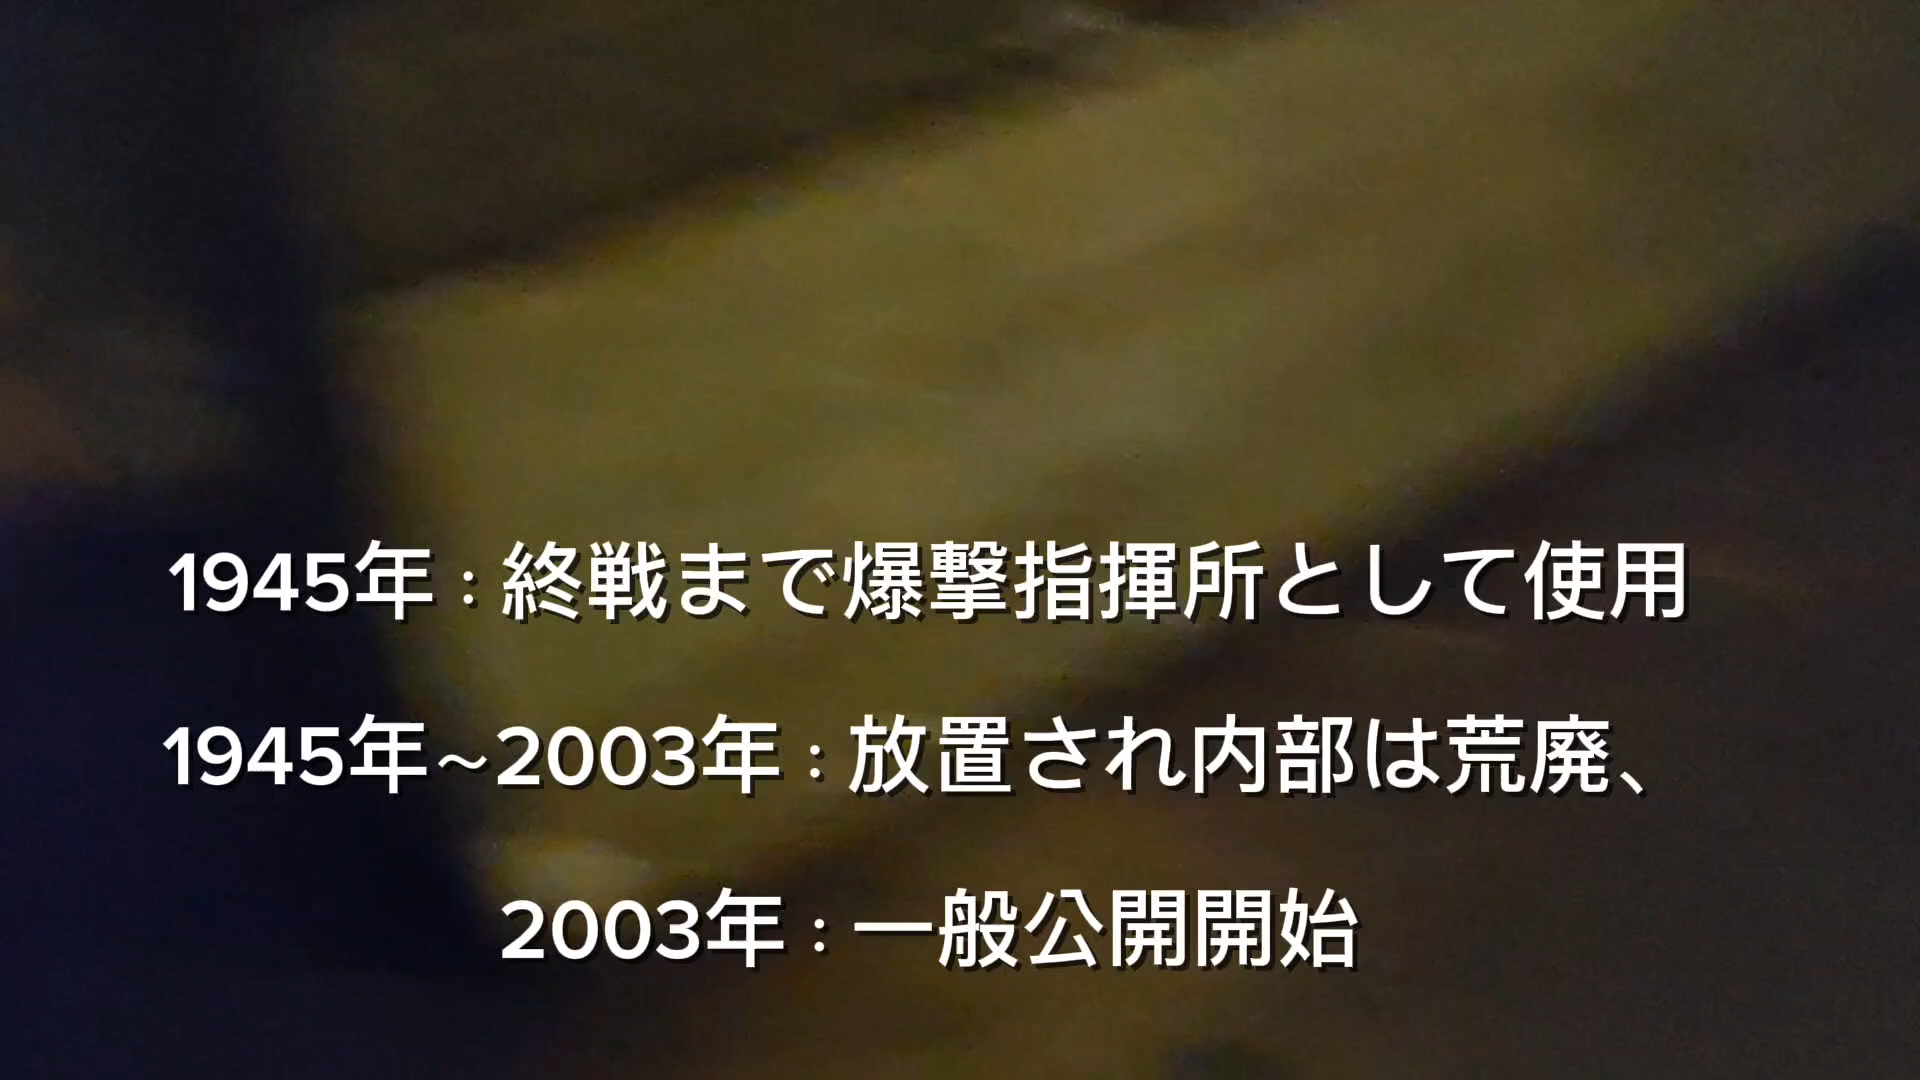 1945年 : 終戦まで爆撃指揮所として使用
1945年~2003年 : 放置され内部は荒廃、
2003年 : 一般公開開始